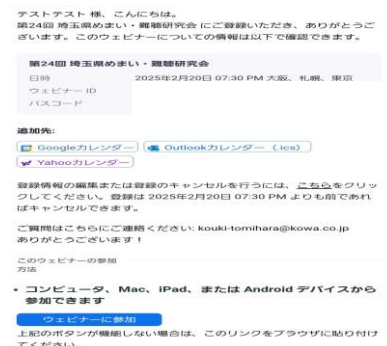 テストテスト 様、こんにちは。
第24回 埼玉県めまい・難聴研究会 にご登録いただき、ありがとうご
ざいます。このウェビナーについての情報は以下で確認できます。
第24回 埼玉県めまい・難聴研究会
日時 2025年2月20日 07:30 PM 大阪、札幌、東京
ウェビナー ID
パスコード
追加先:
Googleカレンダー Outlookカレンダー (.ics)
Yahooカレンダー
登録情報の編集または登録のキャンセルを行うには、こちらをクリッ
クしてください。登録は 2025年2月20日 07:30 PM よりも前であれ
ばキャンセルできます。
ご質問はこちらにご連絡ください: kouki-tomihara@kowa.co.jp
ありがとうございます！
このウェビナーの参加
方法
• コンピュータ、Mac、iPad、または Android デバイスから
参加できます
ウェビナーに参加
上記のボタンが機能しない場合は、このリンクをブラウザに貼り付け
てください